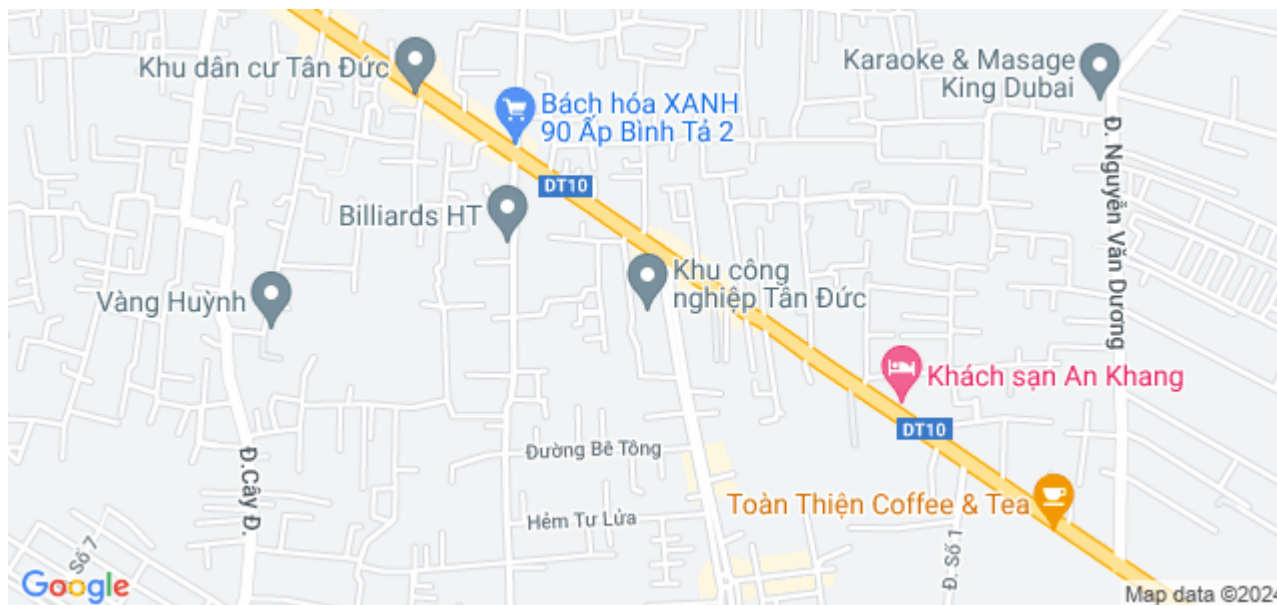 Khu dân cư Tân Đức
Karaoke & Masage
King Dubai
Bách hóa XANH
90 Ấp Bình Tả 2
DT10
Đ. Nguyễn Văn Dương
Billiards HT
Khu công
nghiệp Tân Đức
Vàng Huỳnh
Khách sạn An Khang
DT10
Đường Bê Tông
Đ.Cây Đ.
Toàn Thiện Coffee & Tea
Hẻm Tư Lửa
Số 7
Đ. Số 1
Google
Map data ©2024